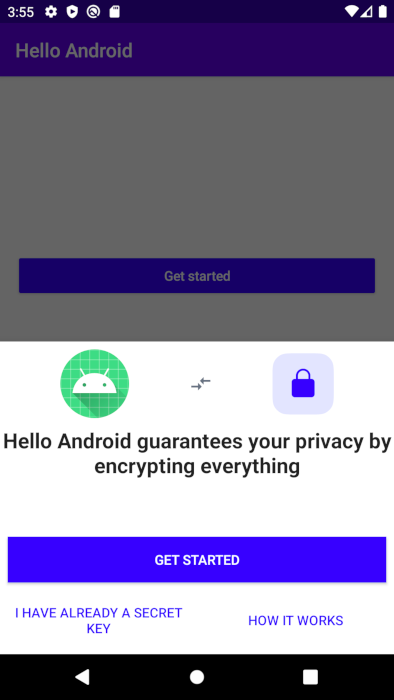 3:55
Hello Android
Get started
Hello Android guarantees your privacy by
encrypting everything
GET STARTED
I HAVE ALREADY A SECRET
KEY
HOW IT WORKS